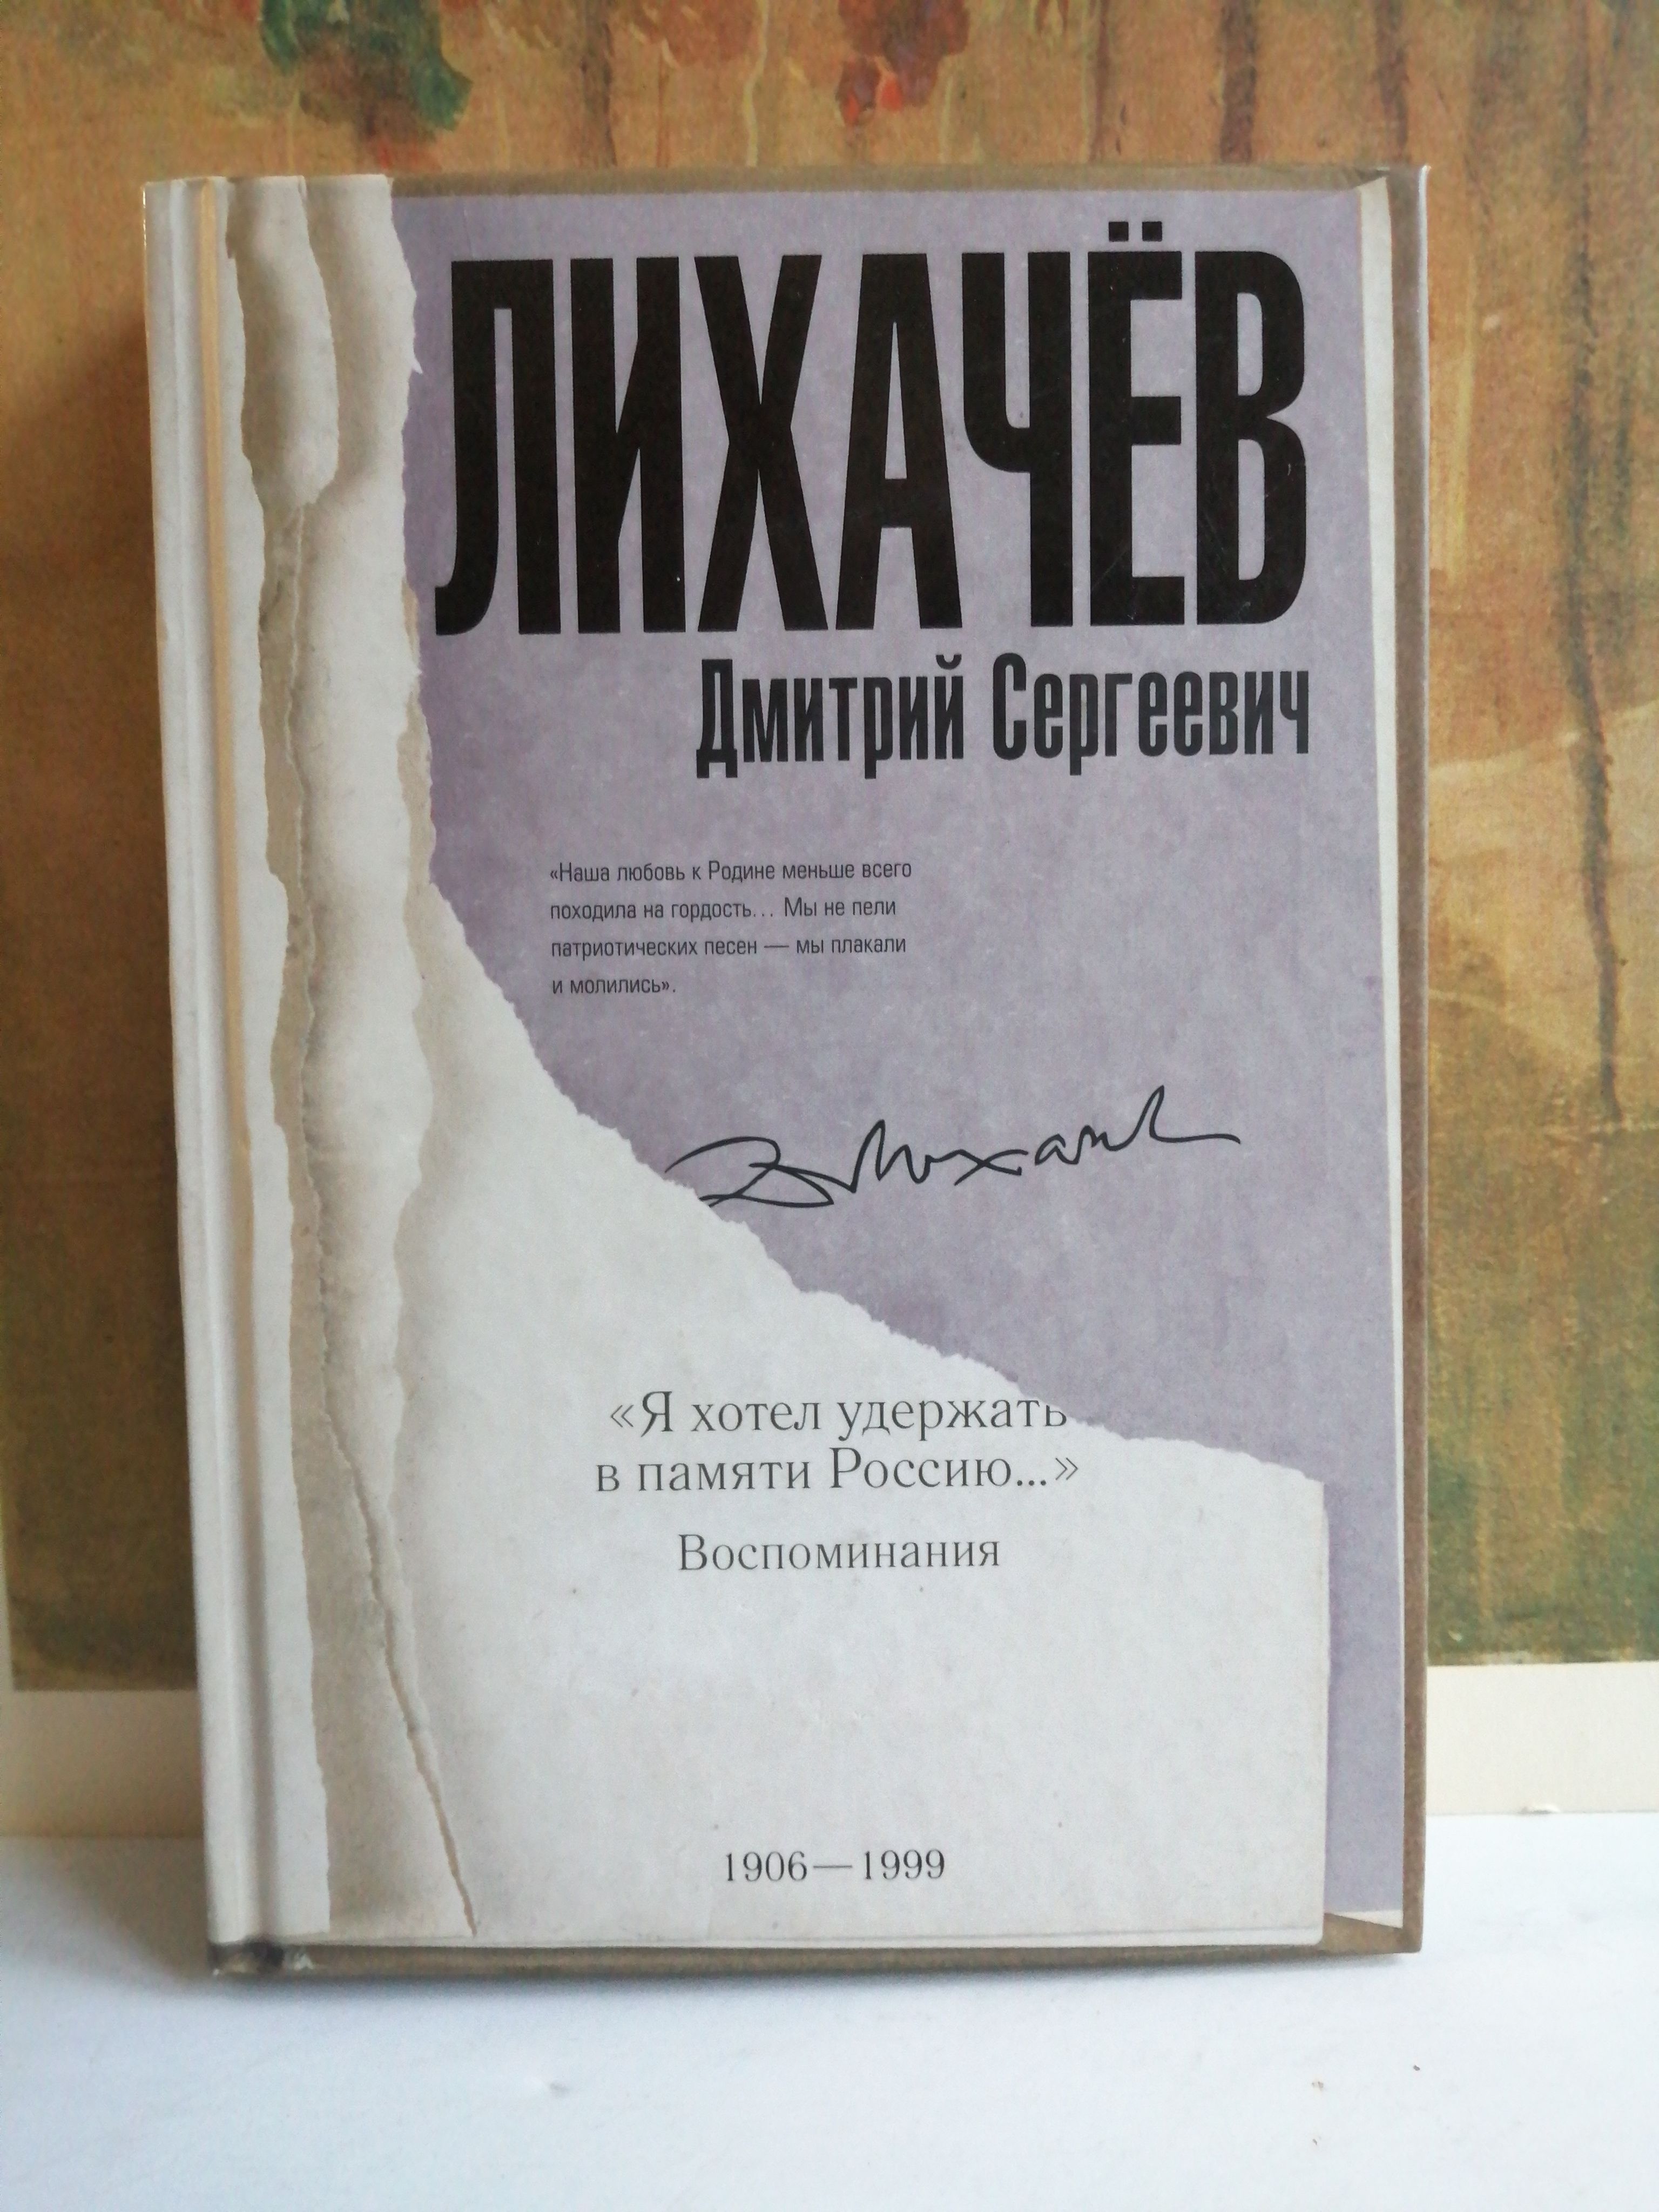 ЛИХАЧЁВ
Дмитрий Сергеевич
«Наша любовь к Родине меньше всего
походила на гордость... Мы не пели
патриотических песен — мы плакали
и молились».
Д Лихачев
«Я хотел удержать
в памяти Россию...»
Воспоминания
1906—1999